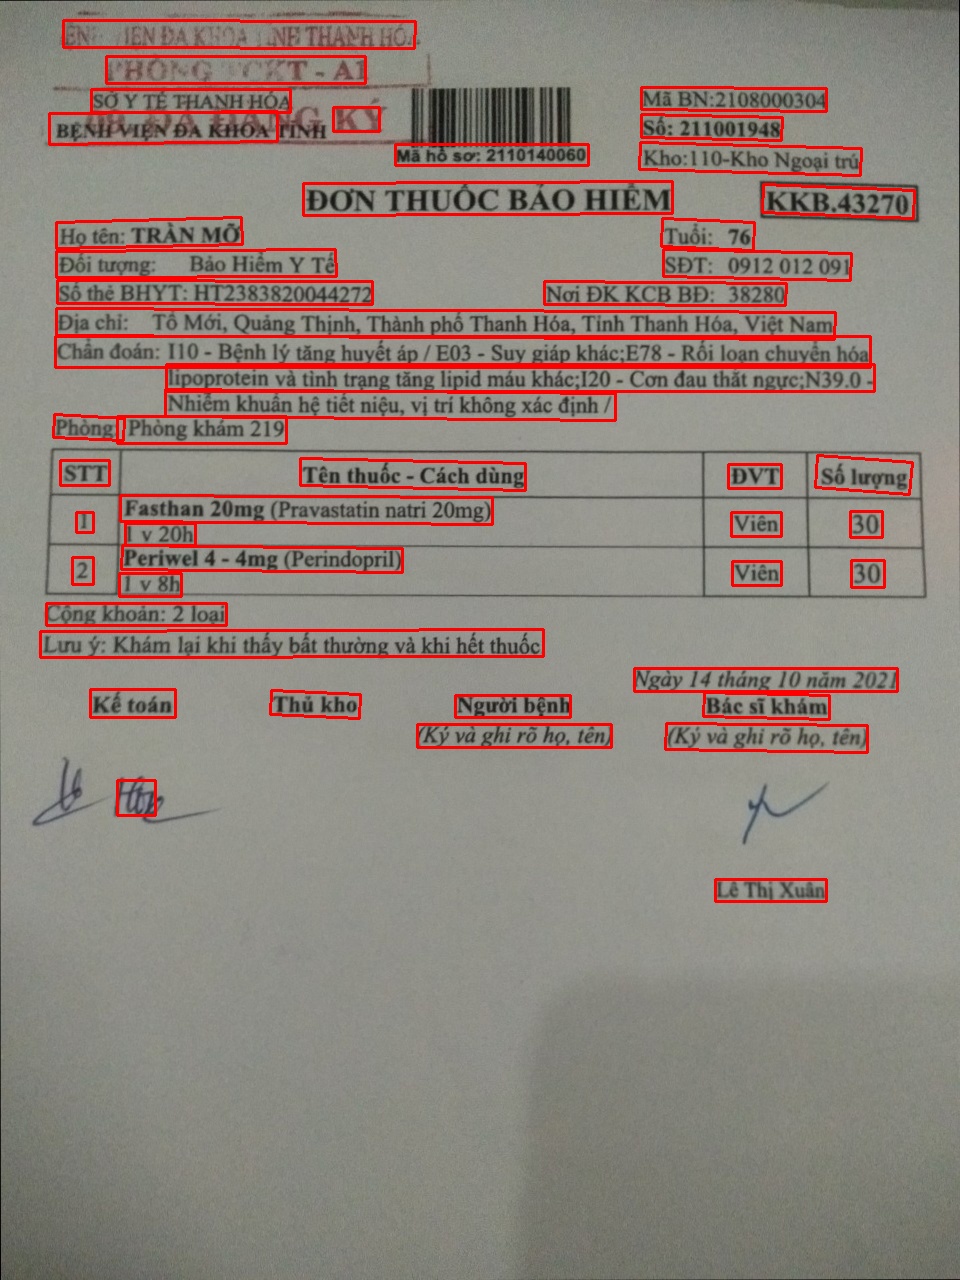 BỆNH VIỆN ĐA KHOA TỈNH THANH HÓA
PHÒNG TCKT - A1
SỞ Y TẾ THANH HÓA
ĐÃ ĐĂNG KÝ
BỆNH VIỆN ĐA KHOA TỈNH
Mã hồ sơ: 2110140060
Mã BN:2108000304
Số: 211001948
Kho:110-Kho Ngoại trú
ĐƠN THUỐC BẢO HIỂM
KKB.43270
Họ tên: TRẦN MỠ Tuổi: 76
Đối tượng: Bảo Hiểm Y Tế SĐT: 0912 012 091
Số thẻ BHYT: HT2383820044272 Nơi ĐK KCB BĐ: 38280
Địa chỉ: Tổ Mới, Quảng Thịnh, Thành phố Thanh Hóa, Tỉnh Thanh Hóa, Việt Nam
Chẩn đoán: I10 - Bệnh lý tăng huyết áp / E03 - Suy giáp khác;E78 - Rối loạn chuyển hóa
lipoprotein và tình trạng tăng lipid máu khác;I20 - Cơn đau thắt ngực;N39.0 -
Nhiễm khuẩn hệ tiết niệu, vị trí không xác định /
Phòng: Phòng khám 219
STT Tên thuốc - Cách dùng ĐVT Số lượng
1 Fasthan 20mg (Pravastatin natri 20mg) Viên 30
1 v 20h
2 Periwel 4 - 4mg (Perindopril) Viên 30
1 v 8h
Cộng khoản: 2 loại
Lưu ý: Khám lại khi thấy bất thường và khi hết thuốc
Ngày 14 tháng 10 năm 2021
Kế toán Thủ kho Người bệnh Bác sĩ khám
(Ký và ghi rõ họ, tên) (Ký và ghi rõ họ, tên)
Lê Thị Xuân